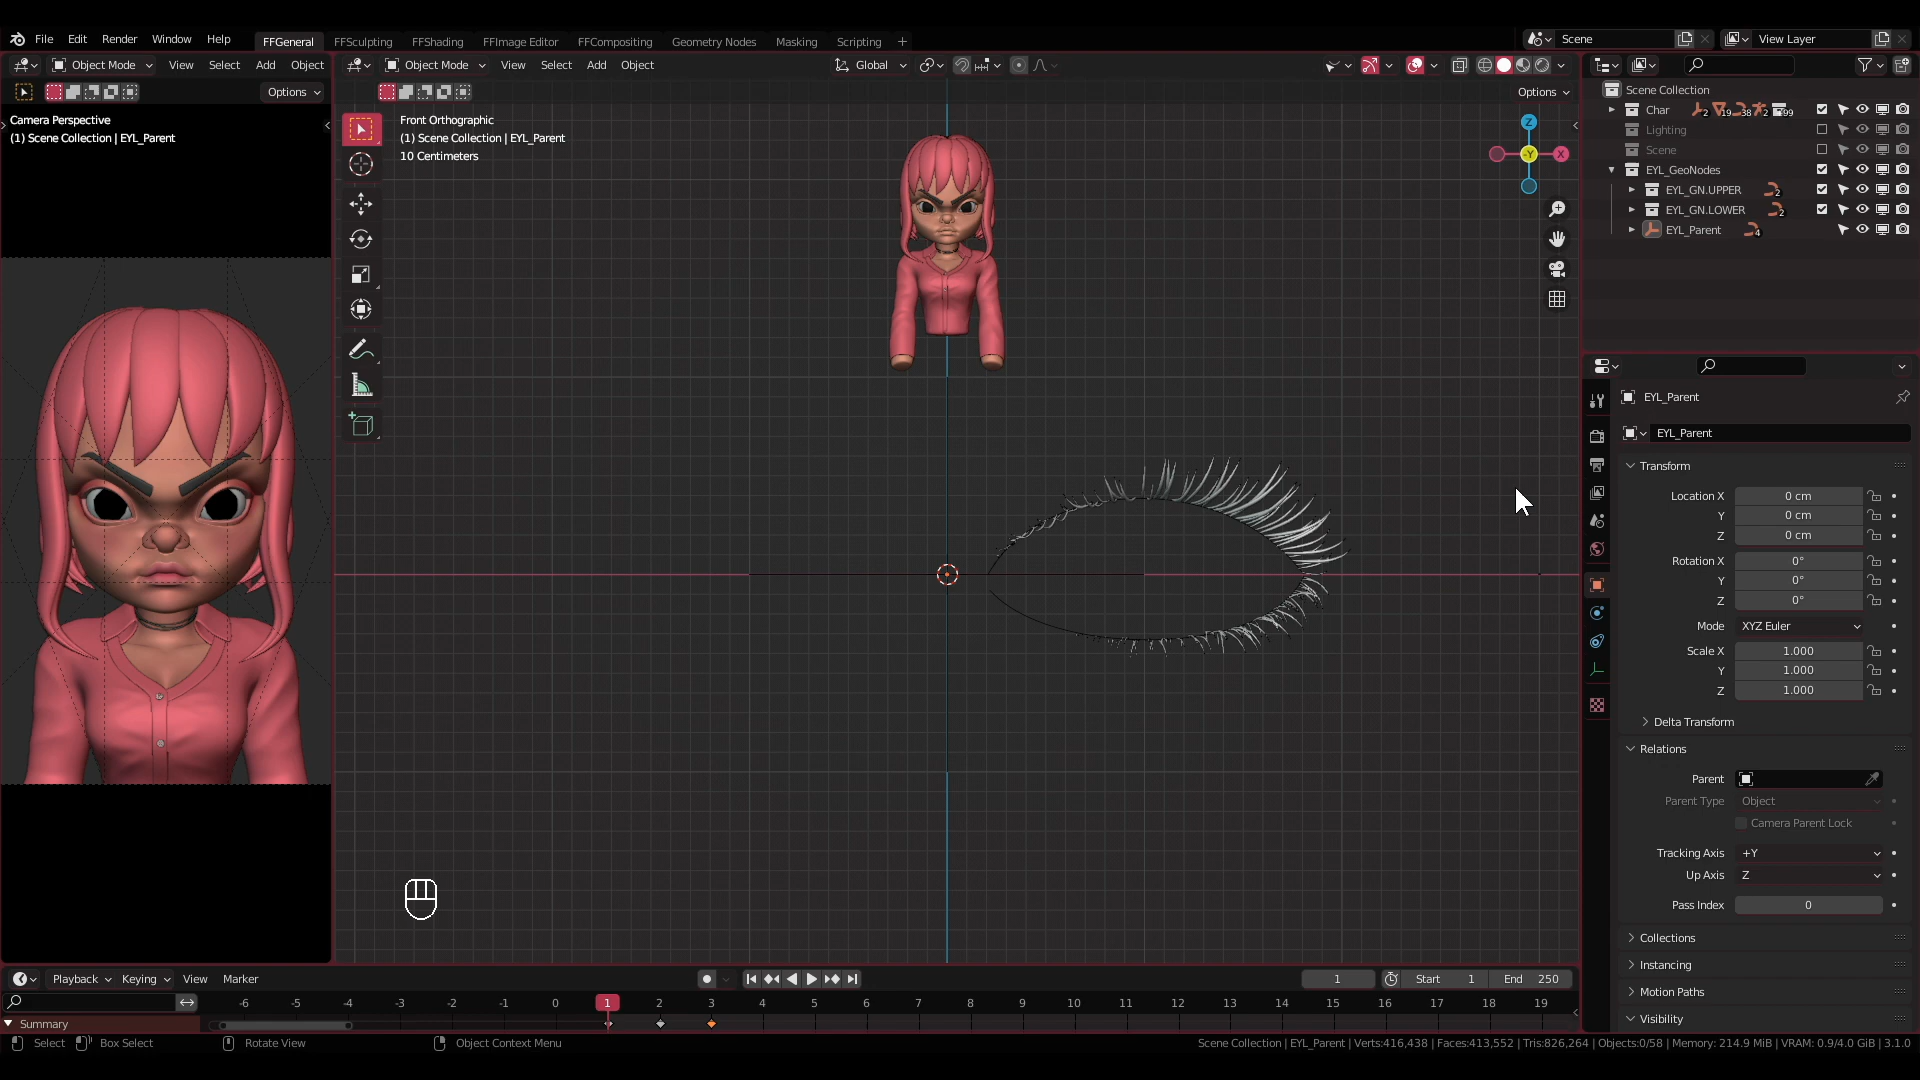 File Edit Render Window Help FFGeneral FFSculpting FFShading FFImage Editor FFCompositing Geometry Nodes Masking Scripting + Scene View Layer
Object Mode View Select Add Object
Object Mode View Select Add Object Global
Options
Options
Camera Perspective
(1) Scene Collection | EYL_Parent
Front Orthographic
(1) Scene Collection | EYL_Parent
10 Centimeters
Z
-Y
X
Scene Collection
Char 2 19 38 2 99
Lighting
Scene
EYL_GeoNodes
EYL_GN.UPPER 2
EYL_GN.LOWER 2
EYL_Parent 4
EYL_Parent
EYL_Parent
Transform
Location X 0 cm
Y 0 cm
Z 0 cm
Rotation X 0°
Y 0°
Z 0°
Mode XYZ Euler
Scale X 1.000
Y 1.000
Z 1.000
Delta Transform
Relations
Parent
Parent Type Object
Camera Parent Lock
Tracking Axis +Y
Up Axis Z
Pass Index 0
Collections
Instancing
Motion Paths
Visibility
Playback Keying View Marker 1 Start 1 End 250
-6 -5 -4 -3 -2 -1 0 1 2 3 4 5 6 7 8 9 10 11 12 13 14 15 16 17 18 19
Summary
Select Box Select Rotate View Object Context Menu Scene Collection | EYL_Parent | Verts:416,438 | Faces:413,552 | Tris:826,264 | Objects:0/58 | Memory: 214.9 MiB | VRAM: 0.9/4.0 GiB | 3.1.0